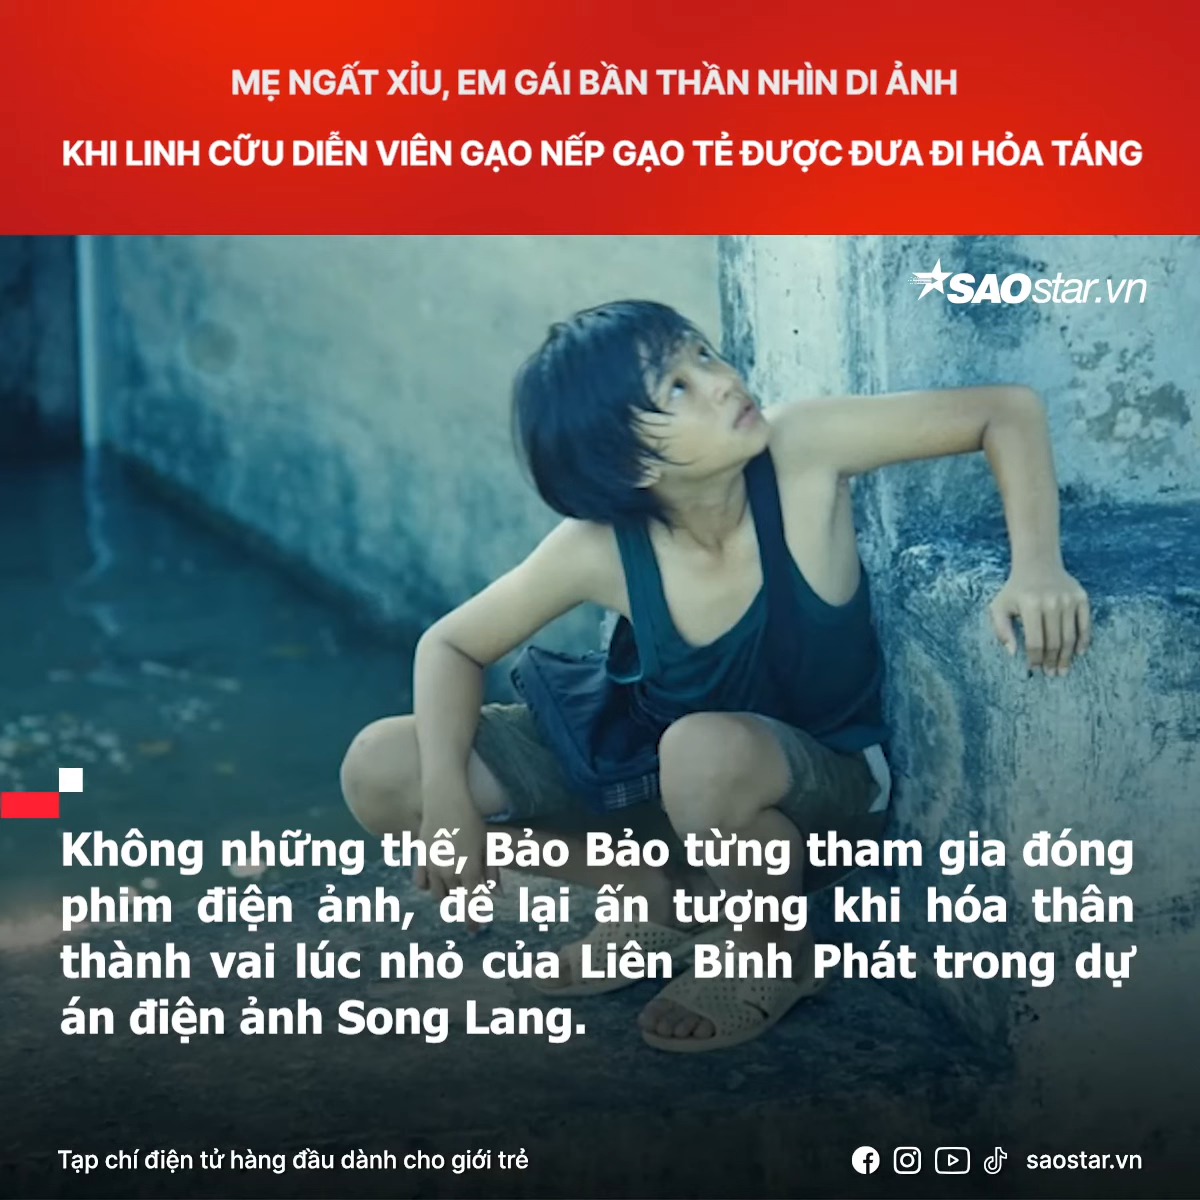 MẸ NGẤT XỈU, EM GÁI BẦN THẦN NHÌN DI ẢNH
KHI LINH CỮU DIỄN VIÊN GẠO NẾP GẠO TẺ ĐƯỢC ĐƯA ĐI HỎA TÁNG
SAOstar.vn
Không những thế, Bảo Bảo từng tham gia đóng
phim điện ảnh, để lại ấn tượng khi hóa thân
thành vai lúc nhỏ của Liên Bỉnh Phát trong dự
án điện ảnh Song Lang.
Tạp chí điện tử hàng đầu dành cho giới trẻ
saostar.vn